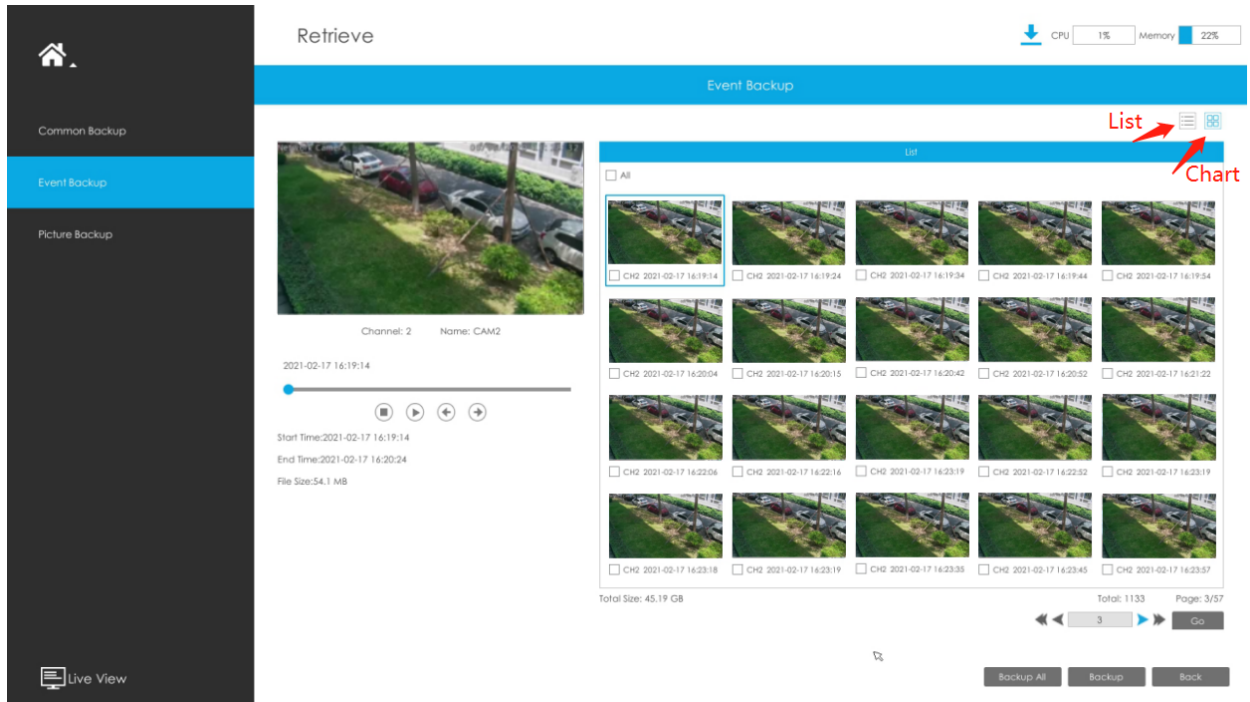 Retrieve
CPU 1% Memory 22%
Event Backup
Common Backup
Event Backup
Picture Backup
List
Chart
List
All
CH2 2021-02-17 16:19:14 CH2 2021-02-17 16:19:24 CH2 2021-02-17 16:19:34 CH2 2021-02-17 16:19:44 CH2 2021-02-17 16:19:54
CH2 2021-02-17 16:20:04 CH2 2021-02-17 16:20:15 CH2 2021-02-17 16:20:42 CH2 2021-02-17 16:20:52 CH2 2021-02-17 16:21:22
CH2 2021-02-17 16:22:06 CH2 2021-02-17 16:22:16 CH2 2021-02-17 16:23:19 CH2 2021-02-17 16:22:52 CH2 2021-02-17 16:23:19
CH2 2021-02-17 16:23:18 CH2 2021-02-17 16:23:19 CH2 2021-02-17 16:23:35 CH2 2021-02-17 16:23:45 CH2 2021-02-17 16:23:57
Channel: 2 Name: CAM2
2021-02-17 16:19:14
Start Time:2021-02-17 16:19:14
End Time:2021-02-17 16:20:24
File Size:54.1 MB
Total Size: 45.19 GB Total: 1133 Page: 3/57
3 Go
Live View
Backup All Backup Back